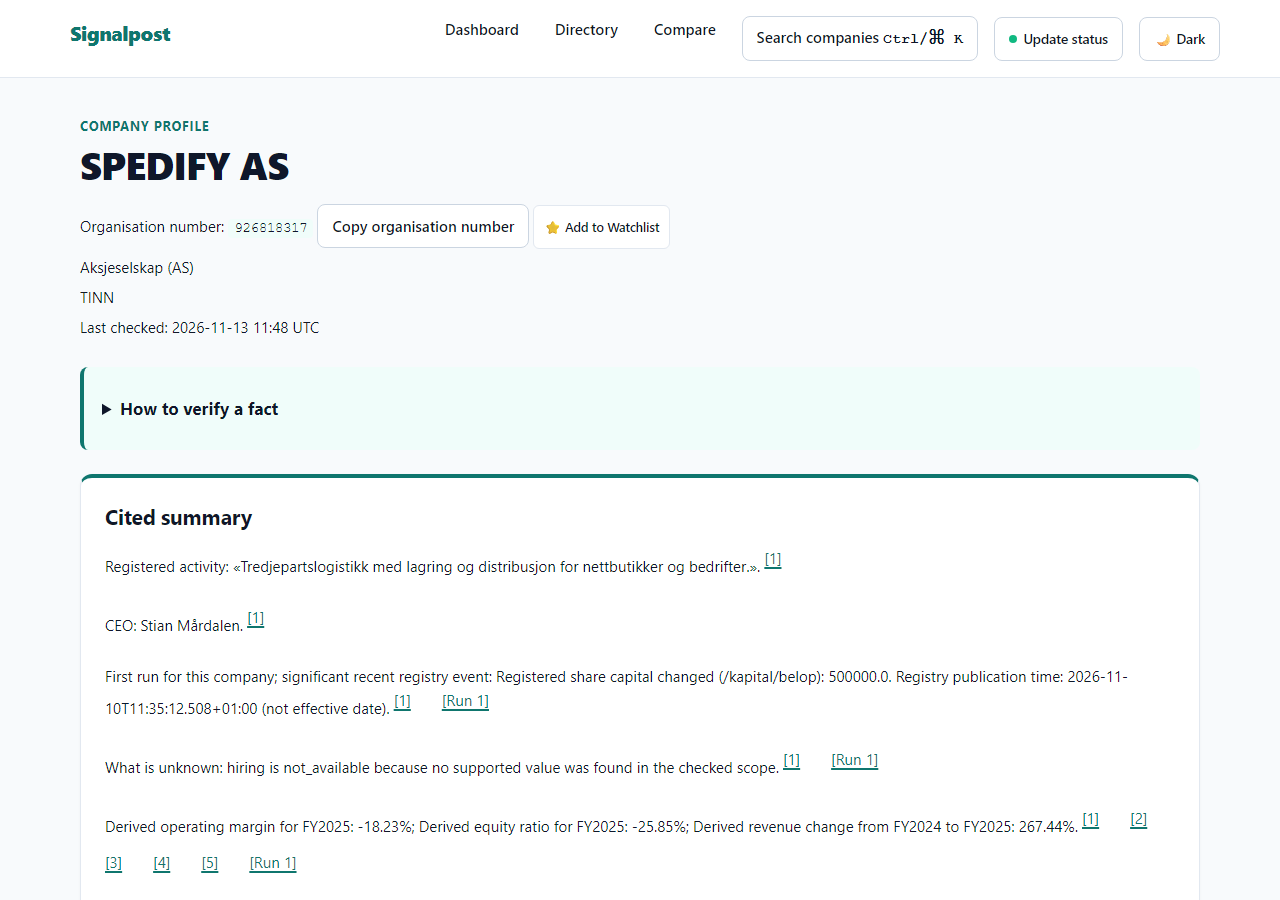 Signalpost
Dashboard
Directory
Compare
Search companies Ctrl/⌘ K
Update status
Dark
COMPANY PROFILE
SPEDIFY AS
Organisation number: 926818317
Copy organisation number
Add to Watchlist
Aksjeselskap (AS)
TINN
Last checked: 2026-11-13 11:48 UTC
How to verify a fact
Cited summary
Registered activity: «Tredjepartslogistikk med lagring og distribusjon for nettbutikker og bedrifter.». [1]
CEO: Stian Mårdalen. [1]
First run for this company; significant recent registry event: Registered share capital changed (/kapital/belop): 500000.0. Registry publication time: 2026-11-
10T11:35:12.508+01:00 (not effective date). [1] [Run 1]
What is unknown: hiring is not_available because no supported value was found in the checked scope. [1] [Run 1]
Derived operating margin for FY2025: -18.23%; Derived equity ratio for FY2025: -25.85%; Derived revenue change from FY2024 to FY2025: 267.44%. [1] [2]
[3] [4] [5] [Run 1]